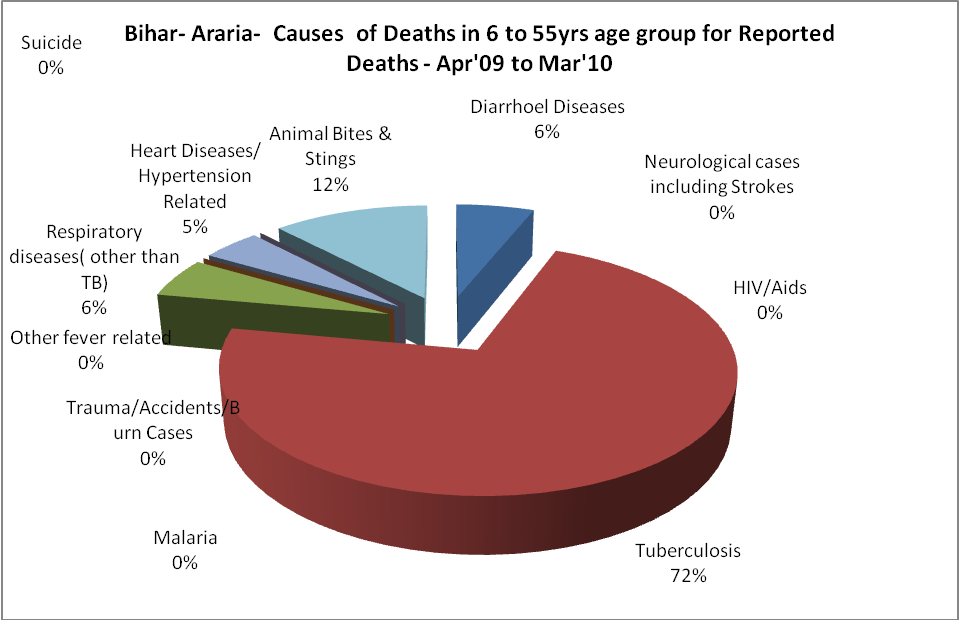 Bihar- Araria-  Causes  of Deaths in 6 to 55yrs age group for Reported
Deaths - Apr'09 to Mar'10
Suicide
0%
Diarrhoel Diseases
6%
Neurological cases
including Strokes
0%
HIV/Aids
0%
Tuberculosis
72%
Malaria
0%
Trauma/Accidents/B
urn Cases
0%
Other fever related
0%
Respiratory
diseases( other than
TB)
6%
Heart Diseases/
Hypertension
Related
5%
Animal Bites &
Stings
12%